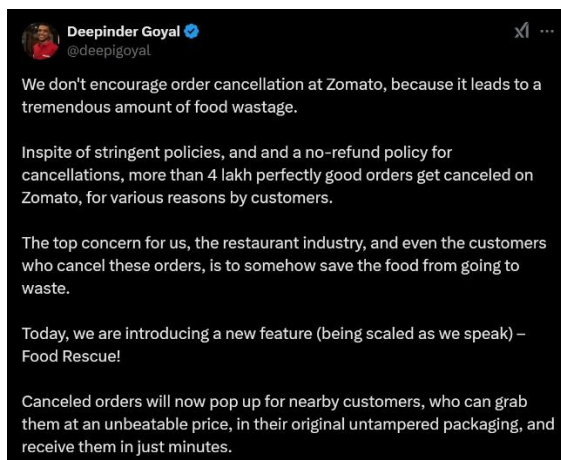 Deepinder Goyal
@deepigoyal
We don't encourage order cancellation at Zomato, because it leads to a
tremendous amount of food wastage.
Inspite of stringent policies, and and a no-refund policy for
cancellations, more than 4 lakh perfectly good orders get canceled on
Zomato, for various reasons by customers.
The top concern for us, the restaurant industry, and even the customers
who cancel these orders, is to somehow save the food from going to
waste.
Today, we are introducing a new feature (being scaled as we speak) –
Food Rescue!
Canceled orders will now pop up for nearby customers, who can grab
them at an unbeatable price, in their original untampered packaging, and
receive them in just minutes.